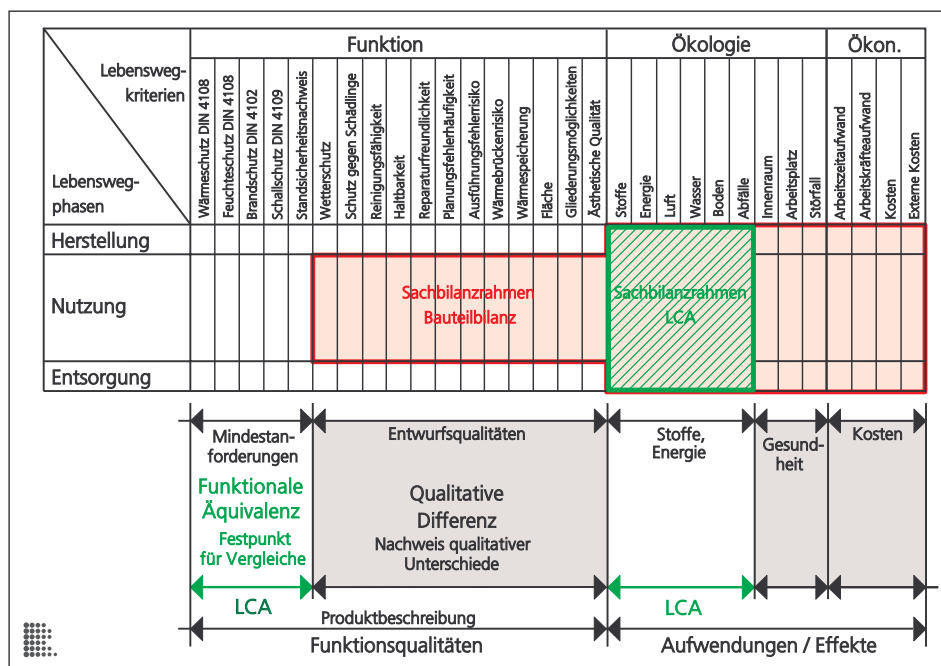 Funktion
Ökologie
Ökon.
Lebensweg-
kriterien
Lebensweg-
phasen
Wärmeschutz DIN 4108
Feuchteschutz DIN 4108
Brandschutz DIN 4102
Schallschutz DIN 4109
Standsicherheitsnachweis
Wetterschutz
Schutz gegen Schädlinge
Reinigungsfähigkeit
Haltbarkeit
Reparaturfreundlichkeit
Planungsfehlerhäufigkeit
Ausführungsfehlerrisiko
Wärmebrückenrisiko
Wärmespeicherung
Fläche
Gliederungsmöglichkeiten
Ästhetische Qualität
Stoffe
Energie
Luft
Wasser
Boden
Abfälle
Innenraum
Arbeitsplatz
Störfall
Arbeitszeitaufwand
Arbeitskräfteaufwand
Kosten
Externe Kosten
Herstellung
Nutzung
Sachbilanzrahmen
Bauteilbilanz
Sachbilanzrahmen
LCA
Entsorgung
Mindestan-
forderungen
Funktionale
Äquivalenz
Festpunkt
für Vergleiche
LCA
Entwurfsqualitäten
Qualitative
Differenz
Nachweis qualitativer
Unterschiede
Stoffe,
Energie
LCA
Gesund-
heit
Kosten
Produktbeschreibung
Funktionsqualitäten
Aufwendungen / Effekte